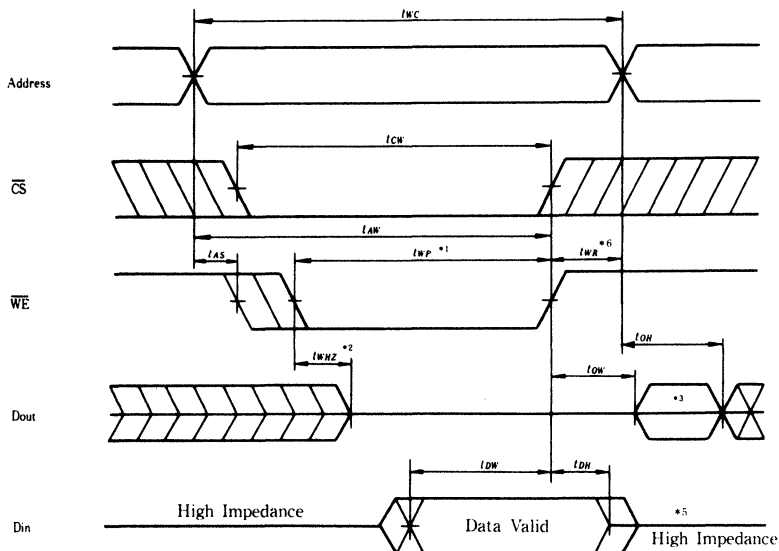 tWC
Address
tCW
CS
tAW
tAS
tWP *1
tWR *6
WE
tWHZ *2
tOH
tOW
Dout
*3
tDW
tDH
High Impedance
Data Valid
*5
High Impedance
Din